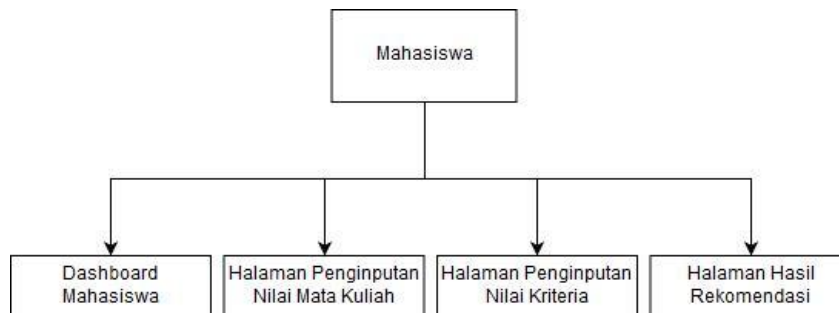 Mahasiswa
Dashboard
Mahasiswa
Halaman Penginputan
Nilai Mata Kuliah
Halaman Penginputan
Nilai Kriteria
Halaman Hasil
Rekomendasi